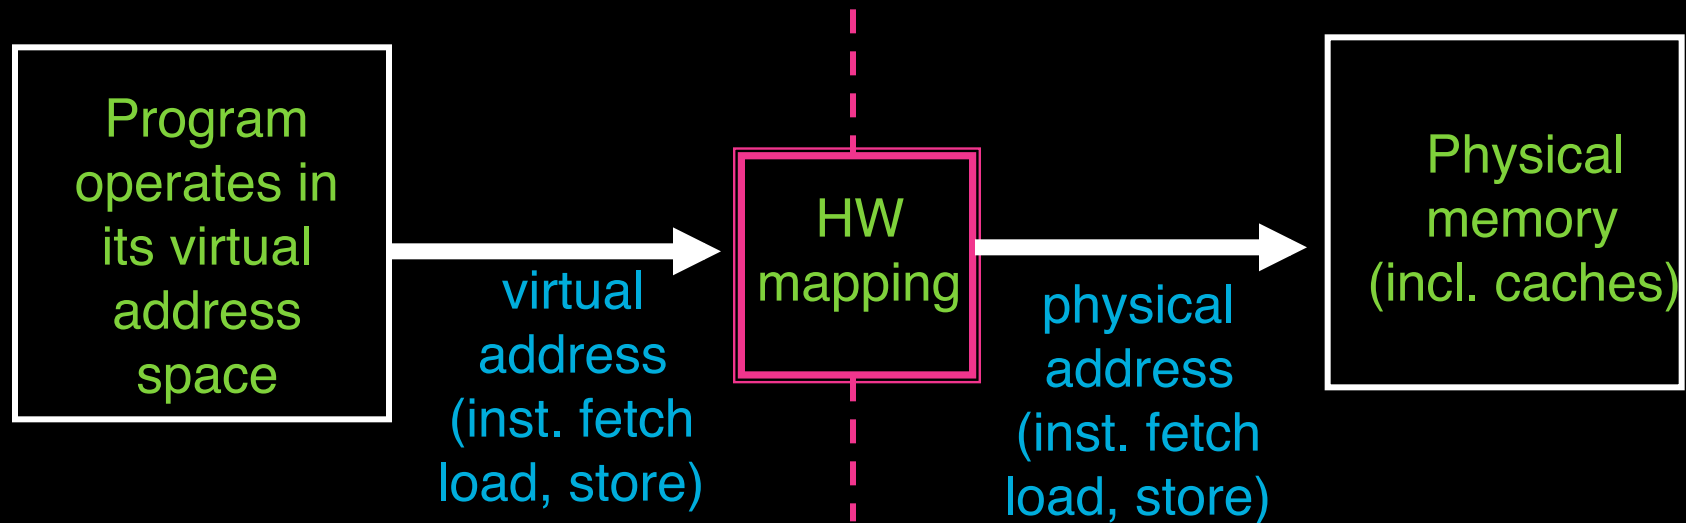 Program
operates in
its virtual
address
space
virtual
address
(inst. fetch
load, store)
HW
mapping
physical
address
(inst. fetch
load, store)
Physical
memory
(incl. caches)